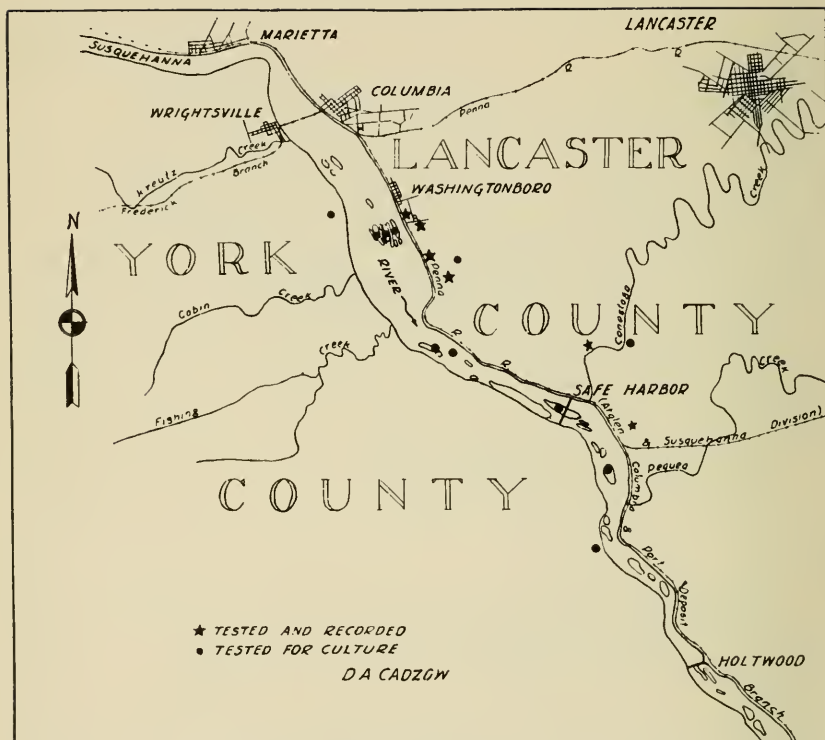 LANCASTER
MARIETTA
SUSQUEHANNA
R
R
COLUMBIA
WRIGHTSVILLE
Penna
Kreutz Creek
Branch
Frederick
LANCASTER
WASHINGTONBORO
Creek
N
YORK
RIVER
Penna
Conestoga
COUNTY
Cabin Creek
R
R
Creek
Fishing
Creek
SAFE HARBOR
(Atglen
& Susquehanna Division)
Pequea
Columbia
COUNTY
&
Port
Deposit
★ TESTED AND RECORDED
• TESTED FOR CULTURE
D A CADZOW
HOLTWOOD
Branch